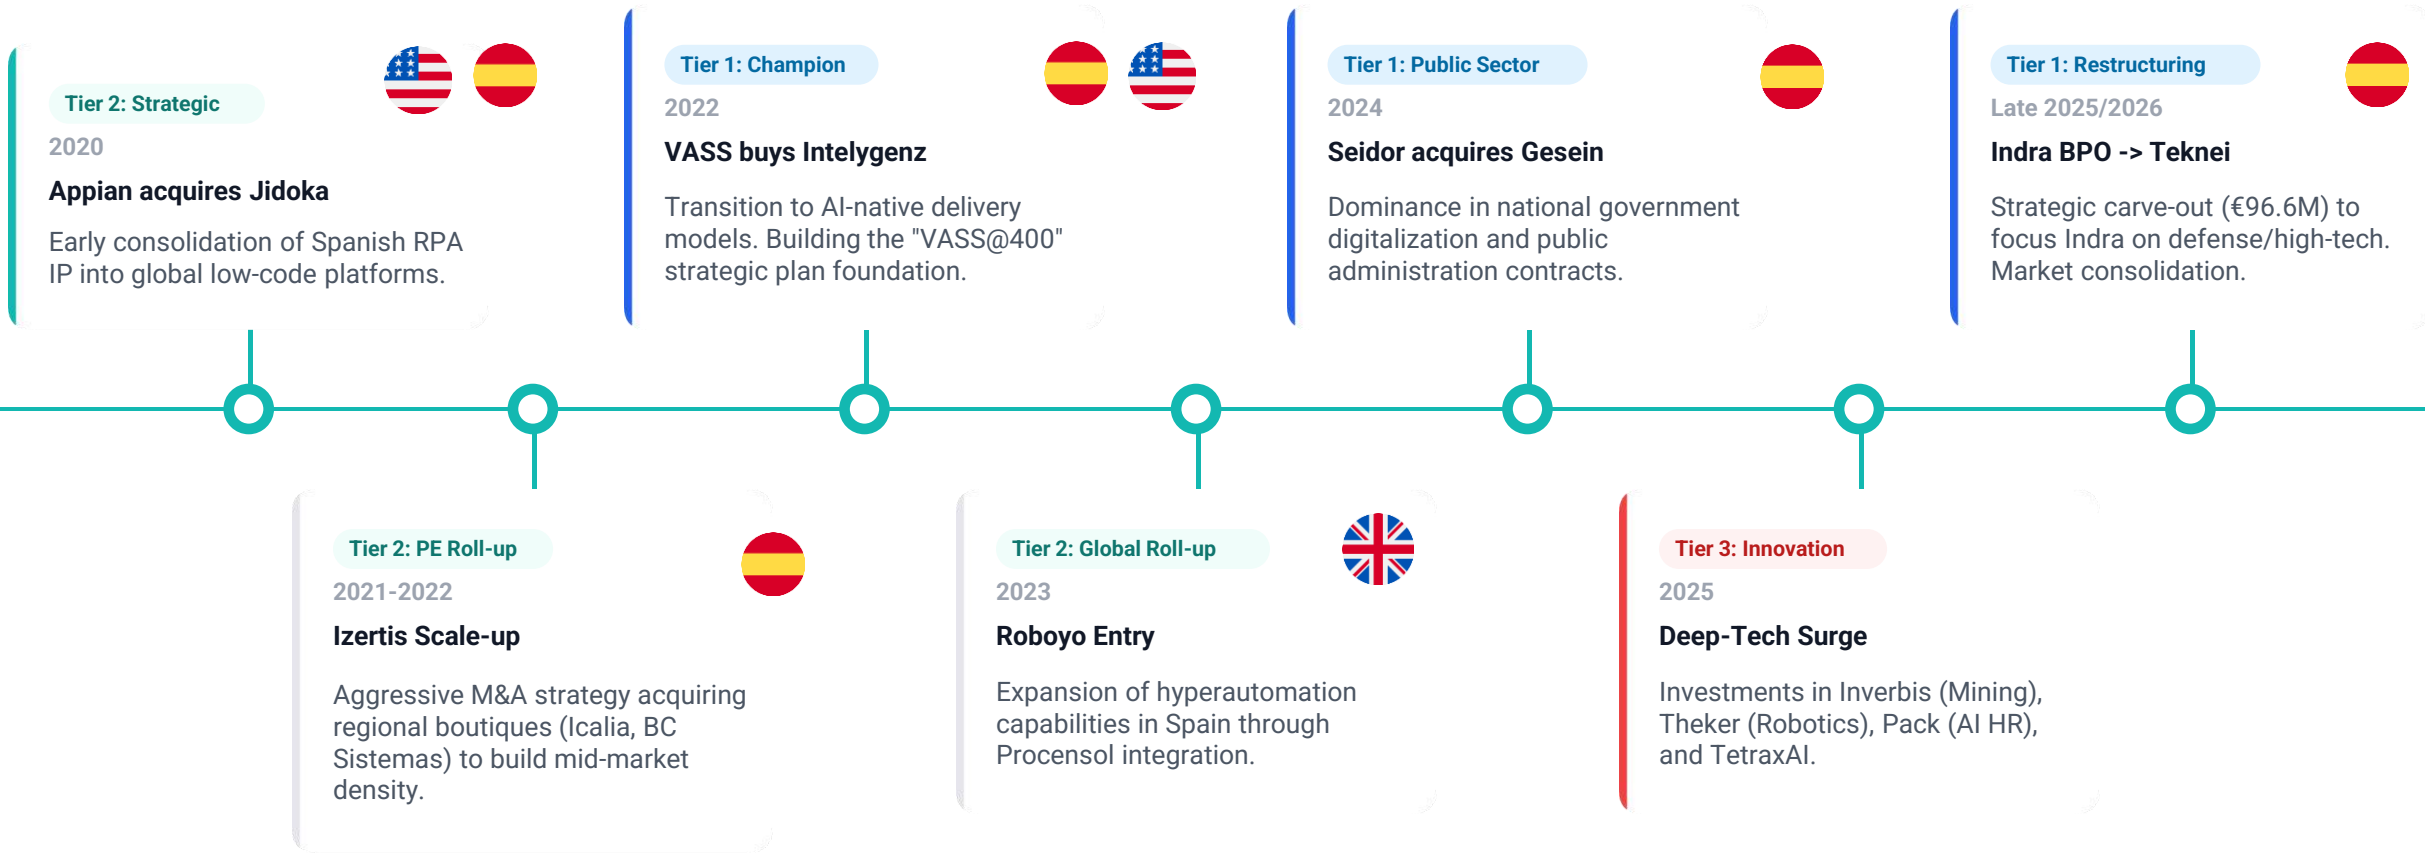 Tier 2: Strategic
2020
Appian acquires Jidoka
Early consolidation of Spanish RPA
IP into global low-code platforms.
Tier 2: PE Roll-up
2021-2022
Izertis Scale-up
Aggressive M&A strategy acquiring
regional boutiques (Icalia, BC
Sistemas) to build mid-market
density.
Tier 1: Champion
2022
VASS buys Intelygenz
Transition to AI-native delivery
models. Building the "VASS@400"
strategic plan foundation.
Tier 2: Global Roll-up
2023
Roboyo Entry
Expansion of hyperautomation
capabilities in Spain through
Procensol integration.
Tier 1: Public Sector
2024
Seidor acquires Gesein
Dominance in national government
digitalization and public
administration contracts.
Tier 3: Innovation
2025
Deep-Tech Surge
Investments in Inverbis (Mining),
Theker (Robotics), Pack (AI HR),
and TetraxAI.
Tier 1: Restructuring
Late 2025/2026
Indra BPO -> Teknei
Strategic carve-out (€96.6M) to
focus Indra on defense/high-tech.
Market consolidation.